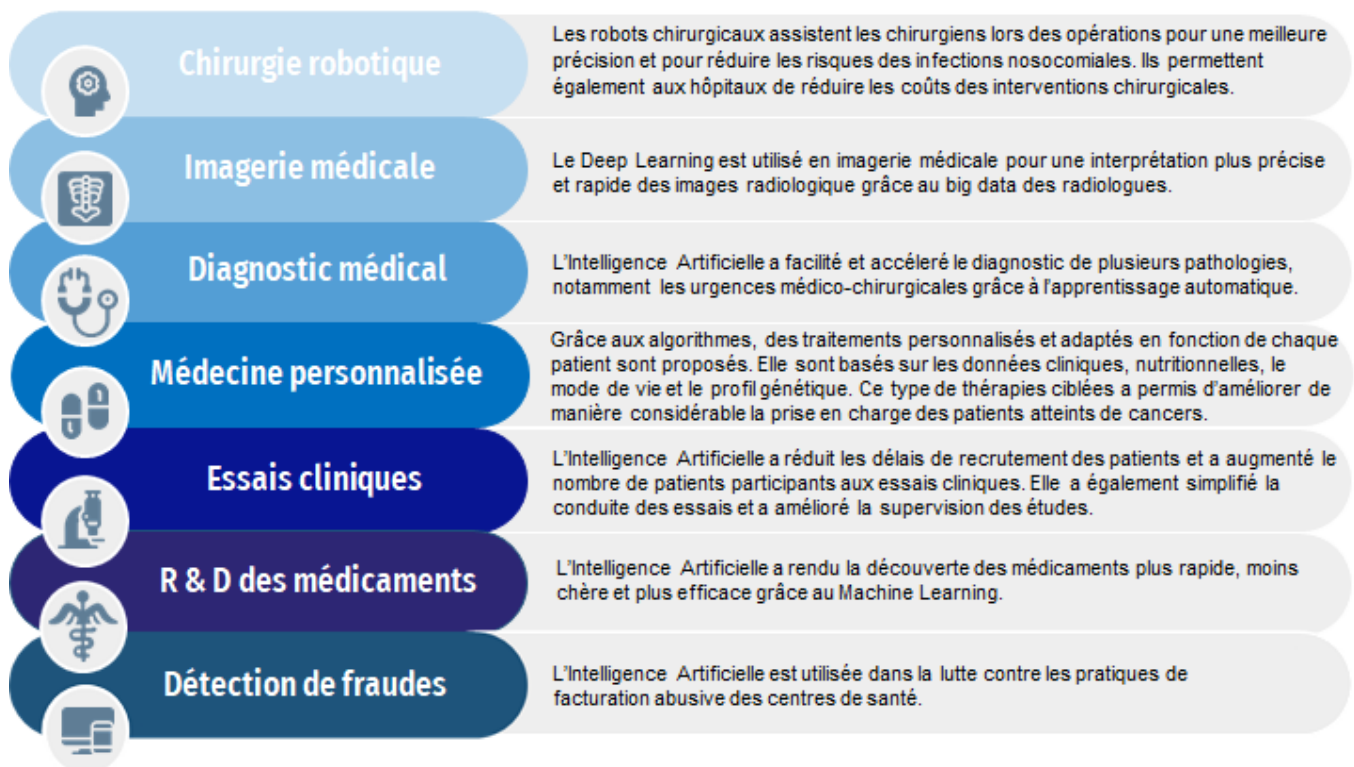 Chirurgie robotique
Les robots chirurgicaux assistent les chirurgiens lors des opérations pour une meilleure
précision et pour réduire les risques des infections nosocomiales. Ils permettent
également aux hôpitaux de réduire les coûts des interventions chirurgicales.
Imagerie médicale
Le Deep Learning est utilisé en imagerie médicale pour une interprétation plus précise
et rapide des images radiologique grâce au big data des radiologues.
Diagnostic médical
L'Intelligence Artificielle a facilité et accéleré le diagnostic de plusieurs pathologies,
notamment les urgences médico-chirurgicales grâce à l'apprentissage automatique.
Médecine personnalisée
Grâce aux algorithmes, des traitements personnalisés et adaptés en fonction de chaque
patient sont proposés. Elle sont basés sur les données cliniques, nutritionnelles, le
mode de vie et le profil génétique. Ce type de thérapies ciblées a permis d'améliorer de
manière considérable la prise en charge des patients atteints de cancers.
Essais cliniques
L'Intelligence Artificielle a réduit les délais de recrutement des patients et a augmenté le
nombre de patients participants aux essais cliniques. Elle a également simplifié la
conduite des essais et a amélioré la supervision des études.
R & D des médicaments
L'Intelligence Artificielle a rendu la découverte des médicaments plus rapide, moins
chère et plus efficace grâce au Machine Learning.
Détection de fraudes
L'Intelligence Artificielle est utilisée dans la lutte contre les pratiques de
facturation abusive des centres de santé.